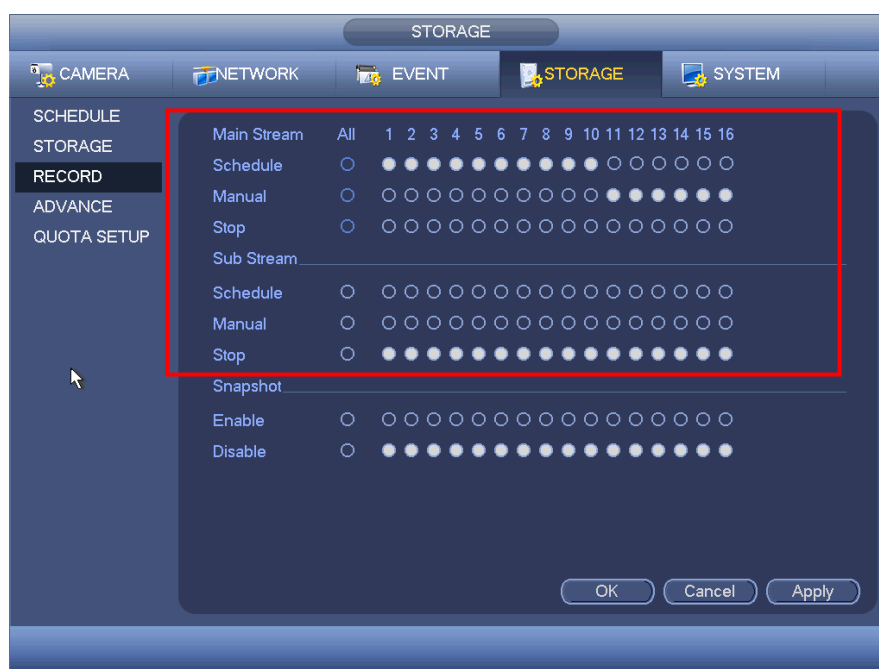 STORAGE
CAMERA NETWORK EVENT STORAGE SYSTEM
SCHEDULE
STORAGE
RECORD
ADVANCE
QUOTA SETUP
Main Stream All 1 2 3 4 5 6 7 8 9 10 11 12 13 14 15 16
Schedule
Manual
Stop
Sub Stream
Schedule
Manual
Stop
Snapshot
Enable
Disable
OK Cancel Apply